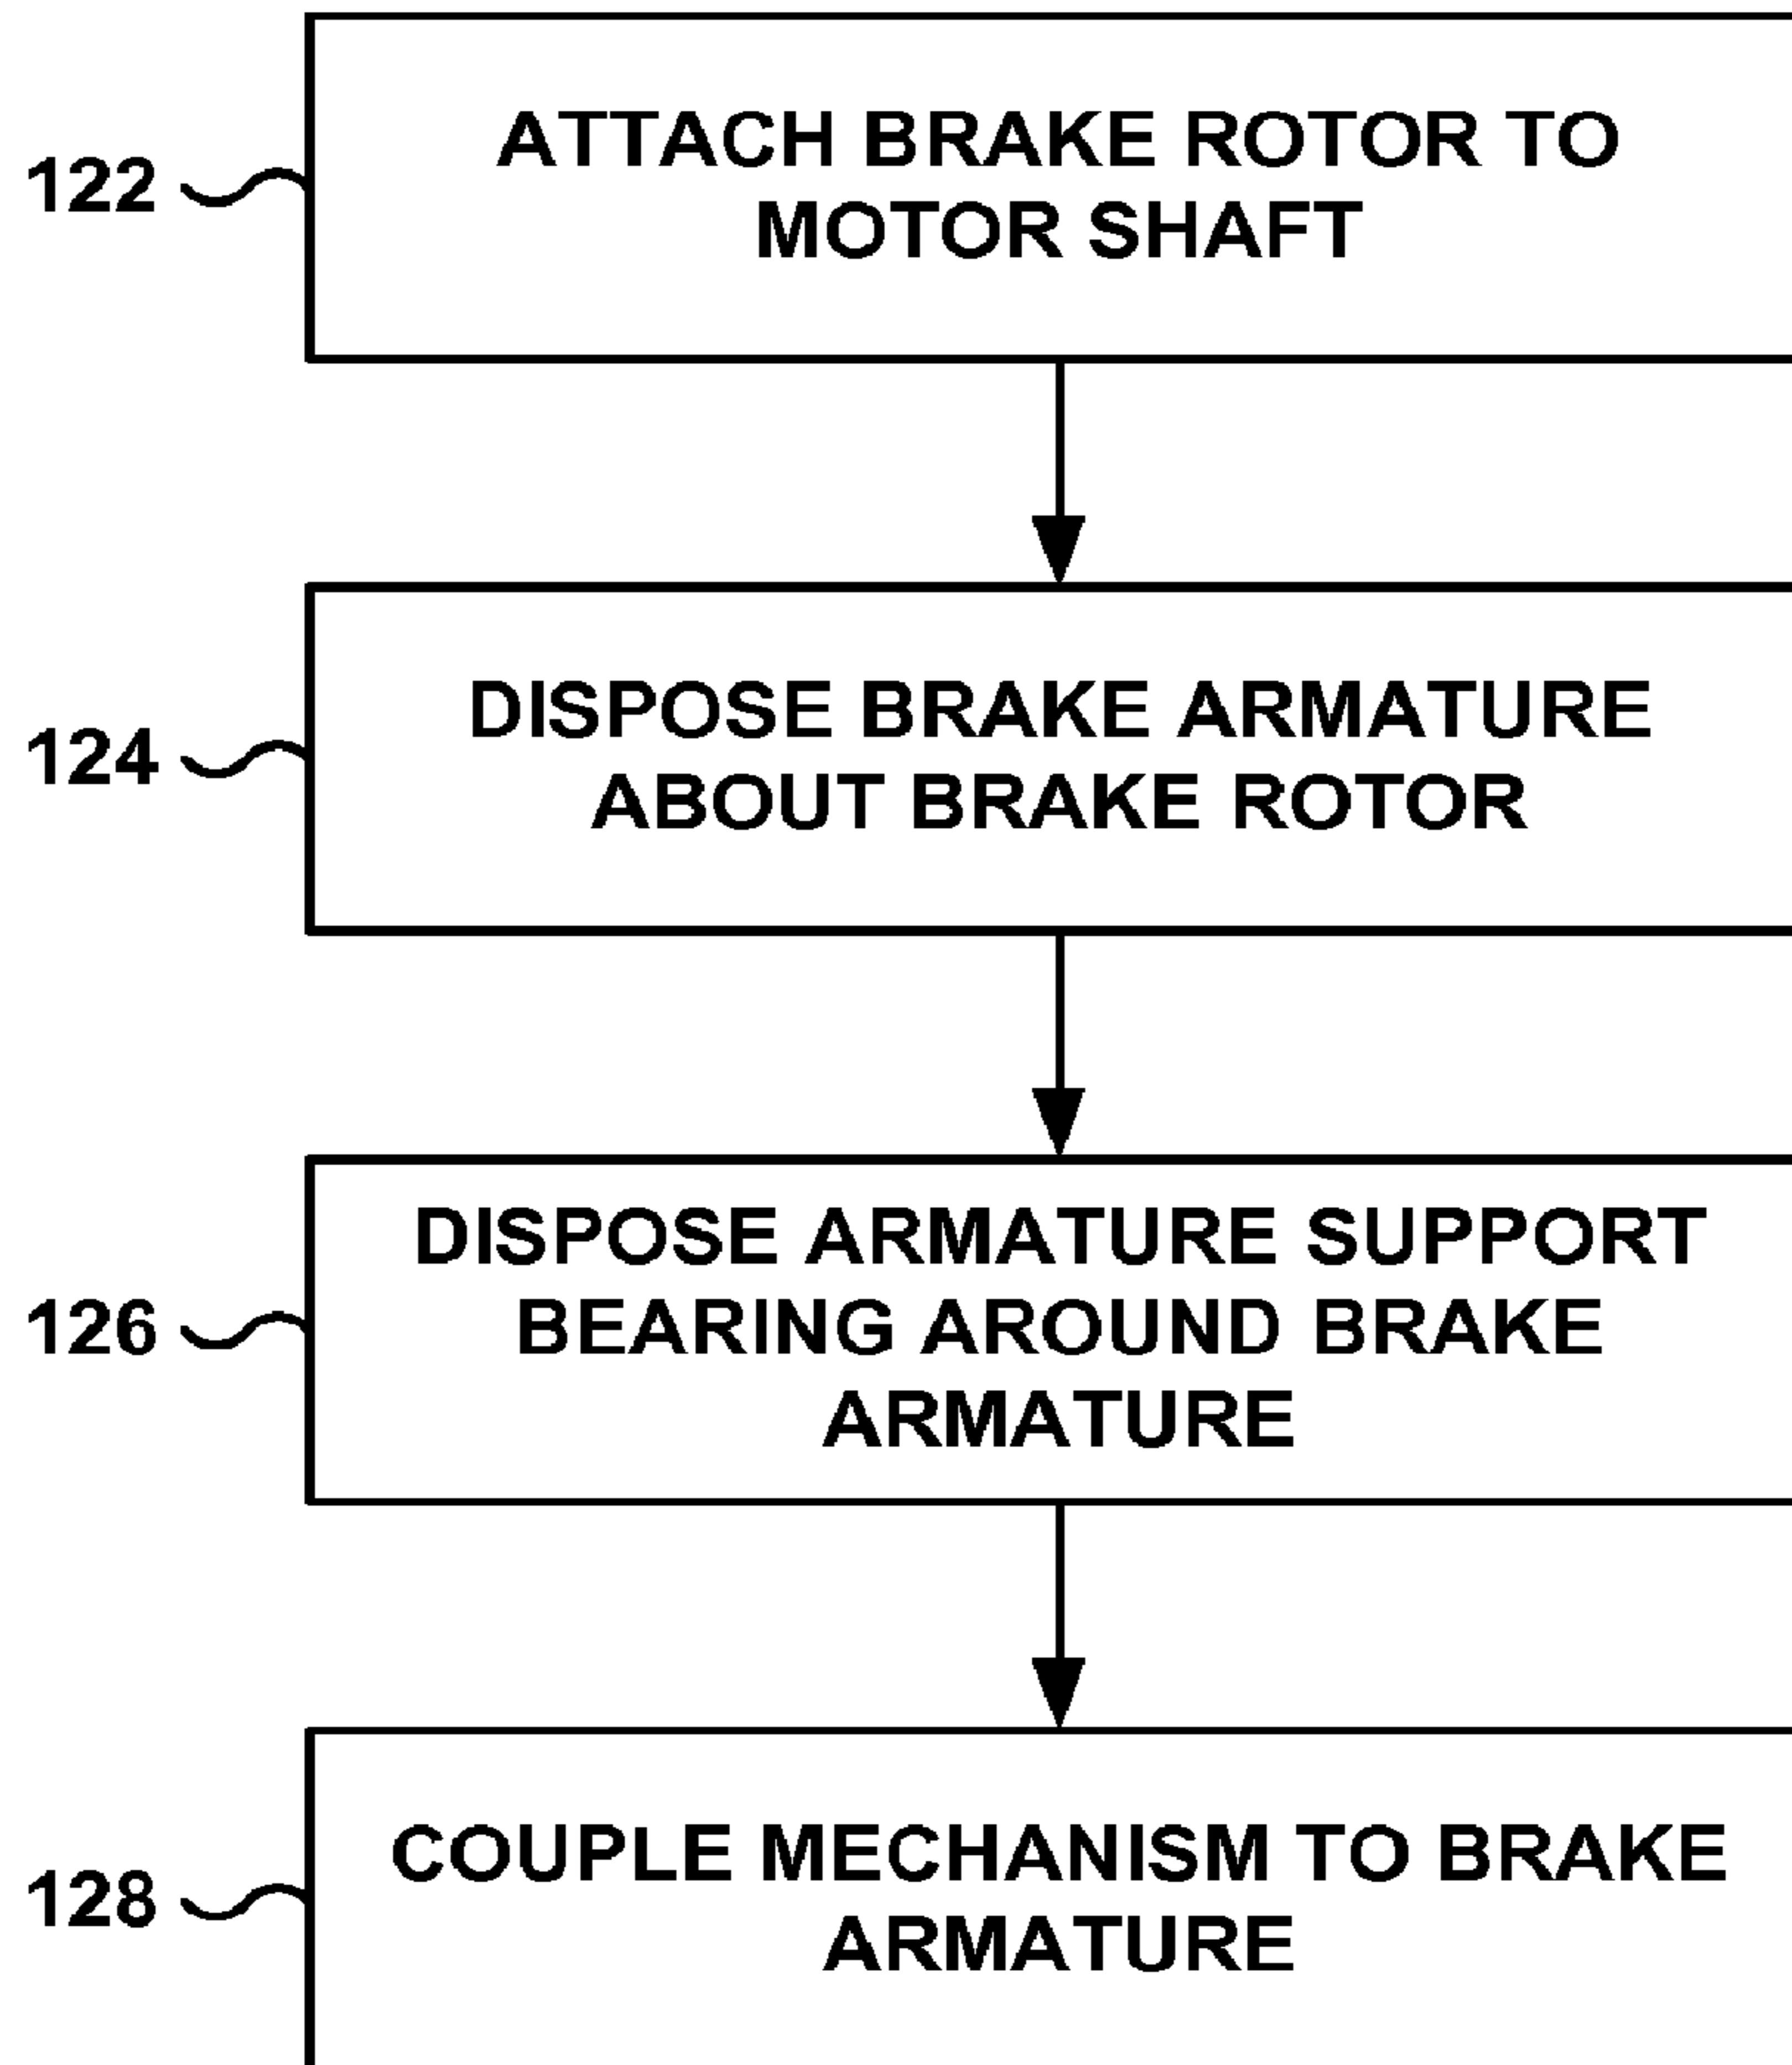 122
ATTACH BRAKE ROTOR TO
MOTOR SHAFT
124
DISPOSE BRAKE ARMATURE
ABOUT BRAKE ROTOR
126
DISPOSE ARMATURE SUPPORT
BEARING AROUND BRAKE
ARMATURE
128
COUPLE MECHANISM TO BRAKE
ARMATURE